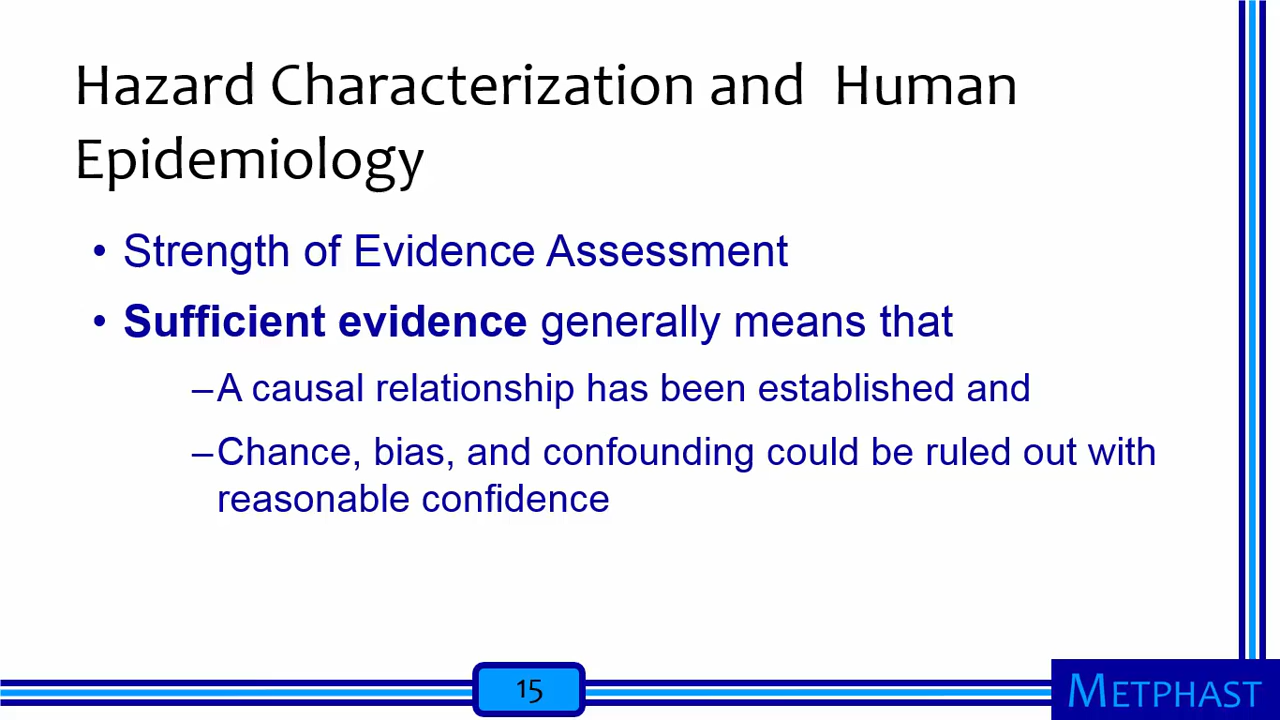 Hazard Characterization and Human
Epidemiology
• Strength of Evidence Assessment
• Sufficient evidence generally means that
–A causal relationship has been established and
–Chance, bias, and confounding could be ruled out with
reasonable confidence
15
METPHAST